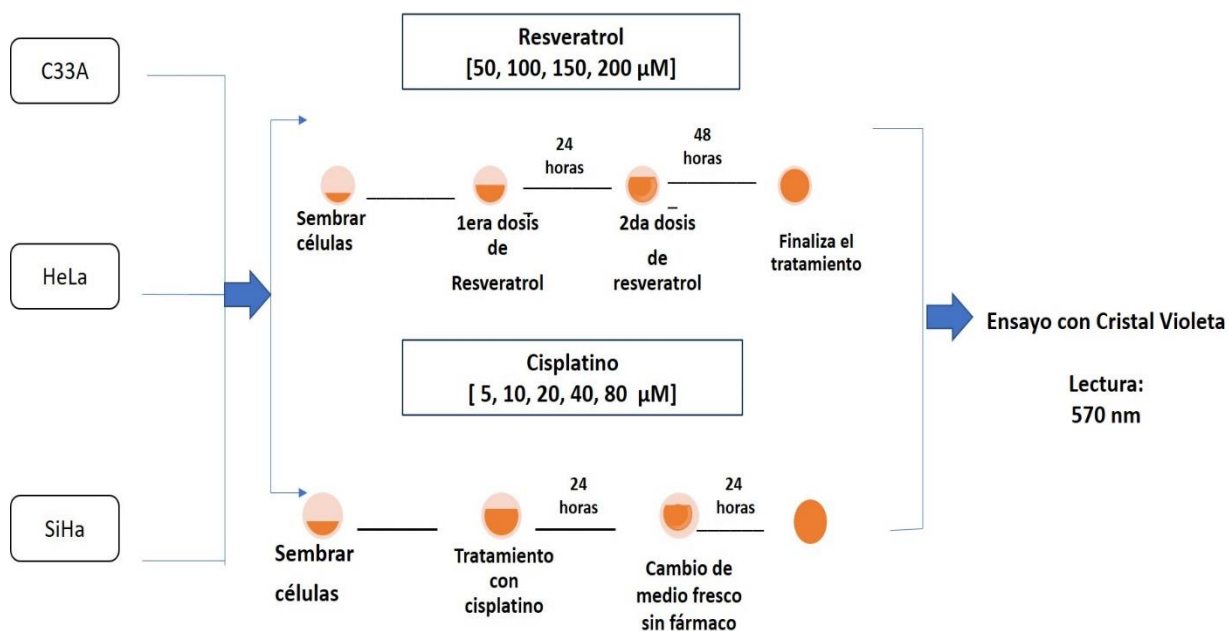 C33A
HeLa
SiHa
Resveratrol
[50, 100, 150, 200 µM]
24
horas
48
horas
Sembrar
células
1era dosis
de
Resveratrol
2da dosis
de
resveratrol
Finaliza el
tratamiento
Cisplatino
[ 5, 10, 20, 40, 80 µM]
24
horas
24
horas
Sembrar
células
Tratamiento
con
cisplatino
Cambio de
medio fresco
sin fármaco
Ensayo con Cristal Violeta
Lectura:
570 nm